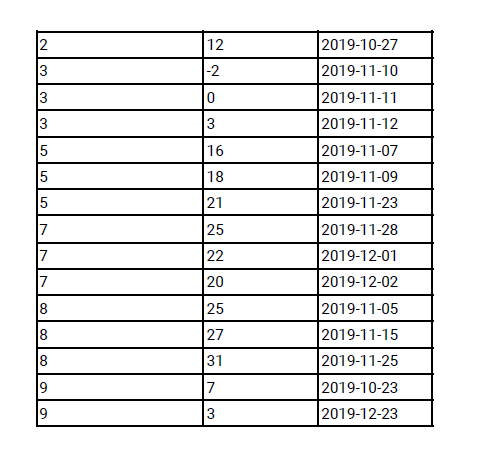 2 12 2019-10-27
3 -2 2019-11-10
3 0 2019-11-11
3 3 2019-11-12
5 16 2019-11-07
5 18 2019-11-09
5 21 2019-11-23
7 25 2019-11-28
7 22 2019-12-01
7 20 2019-12-02
8 25 2019-11-05
8 27 2019-11-15
8 31 2019-11-25
9 7 2019-10-23
9 3 2019-12-23